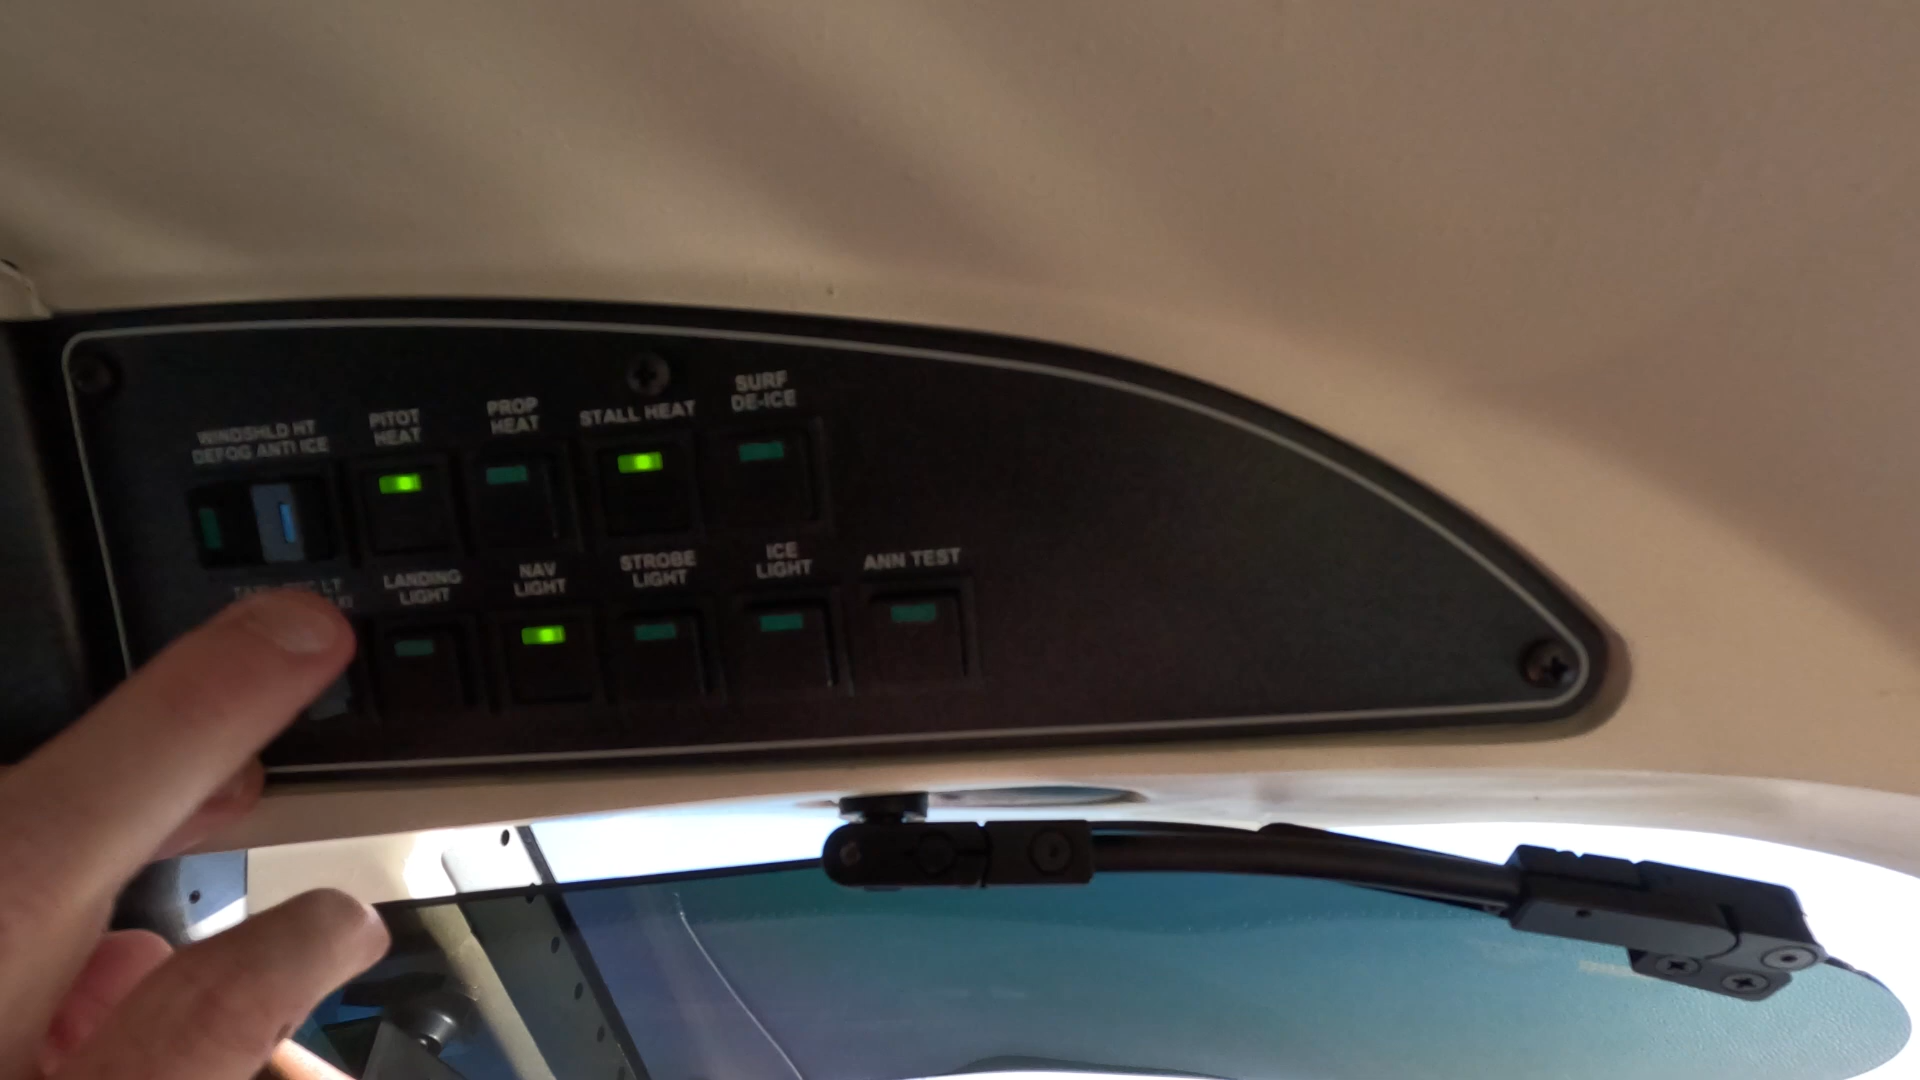 WINDSHLD HT
DEFOG ANTI ICE
PITOT
HEAT
PROP
HEAT
STALL HEAT
SURF
DE-ICE
LT
LANDING
LIGHT
NAV
LIGHT
STROBE
LIGHT
ICE
LIGHT
ANN TEST